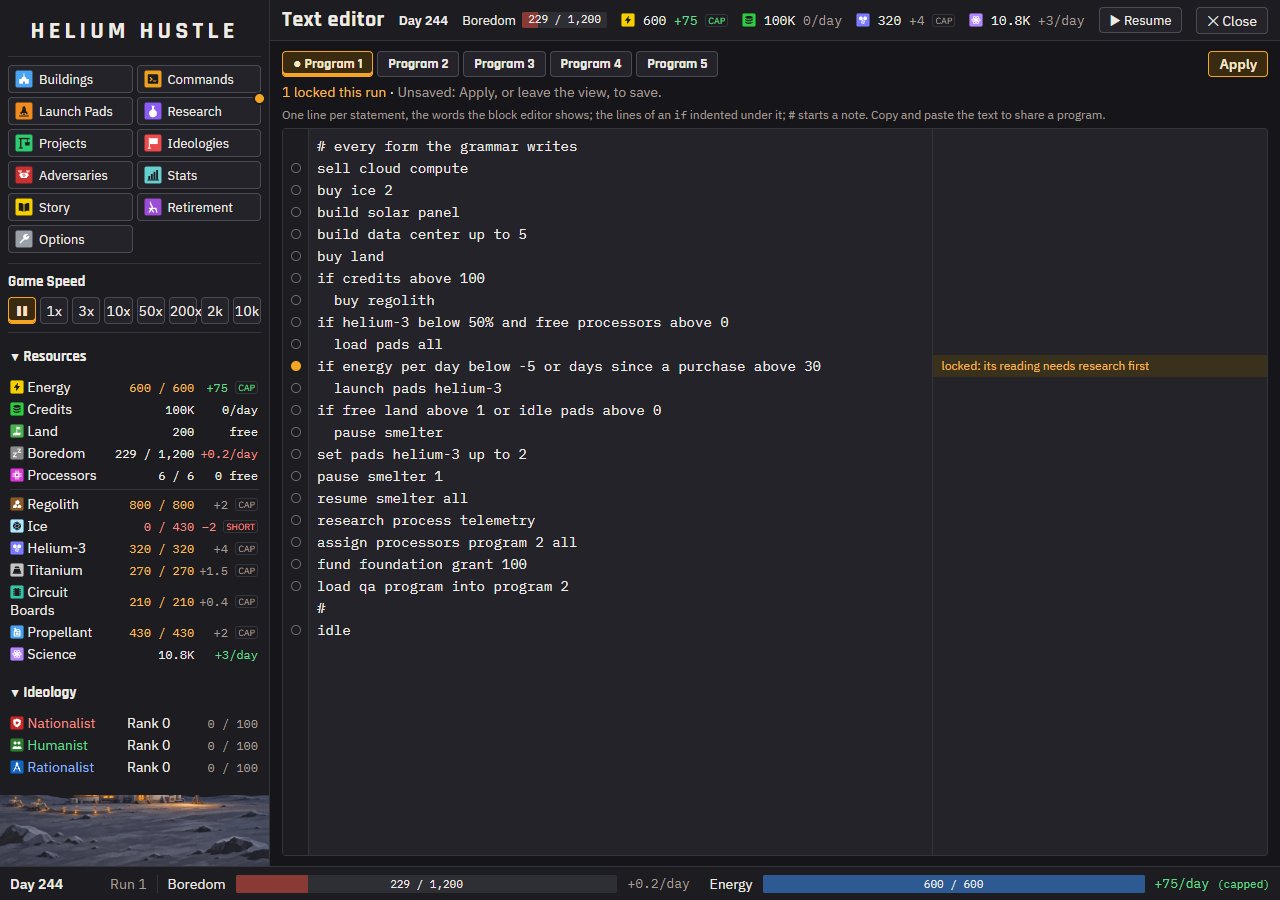 HELIUM HUSTLE
Buildings
Commands
Launch Pads
Research
Projects
Ideologies
Adversaries
Stats
Story
Retirement
Options
Game Speed
1x 3x 10x 50x 200x 2k 10k
▼ Resources
Energy 600 / 600 +75 CAP
Credits 100K 0/day
Land 200 free
Boredom 229 / 1,200 +0.2/day
Processors 6 / 6 0 free
Regolith 800 / 800 +2 CAP
Ice 0 / 430 −2 SHORT
Helium-3 320 / 320 +4 CAP
Titanium 270 / 270 +1.5 CAP
Circuit Boards 210 / 210 +0.4 CAP
Propellant 430 / 430 +2 CAP
Science 10.8K +3/day
▼ Ideology
Nationalist Rank 0 0 / 100
Humanist Rank 0 0 / 100
Rationalist Rank 0 0 / 100
Text editor Day 244 Boredom 229 / 1,200 600 +75 CAP 100K 0/day 320 +4 CAP 10.8K +3/day ▶ Resume ✕ Close
● Program 1 Program 2 Program 3 Program 4 Program 5 Apply
1 locked this run · Unsaved: Apply, or leave the view, to save.
One line per statement, the words the block editor shows; the lines of an if indented under it; # starts a note. Copy and paste the text to share a program.
# every form the grammar writes
sell cloud compute
buy ice 2
build solar panel
build data center up to 5
buy land
if credits above 100
  buy regolith
if helium-3 below 50% and free processors above 0
  load pads all
if energy per day below -5 or days since a purchase above 30
locked: its reading needs research first
  launch pads helium-3
if free land above 1 or idle pads above 0
  pause smelter
set pads helium-3 up to 2
pause smelter 1
resume smelter all
research process telemetry
assign processors program 2 all
fund foundation grant 100
load qa program into program 2
#
idle
Day 244 Run 1 Boredom 229 / 1,200 +0.2/day Energy 600 / 600 +75/day (capped)